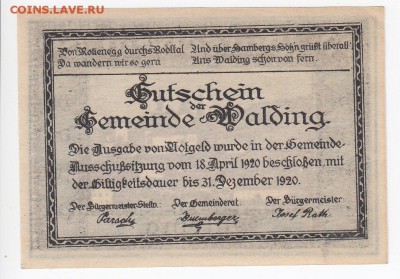 COINS.LAVE.RU
Von Rottenegg durchs Rodltal
Da wandern wir so gern
Und über Hambergs Höh'n grüßt überall:
Uns Walding schon von fern.
Gutschein
der
Gemeinde Walding.
Die Ausgabe von Notgeld wurde in der Gemeinde-
Ausschußsitzung vom 18. April 1920 beschloßen, mit
der Giltigkeitsdauer bis 31. Dezember 1920.
Der Bürgermeister-Stellv.: Der Gemeinderat: Der Bürgermeister
Josef Rath